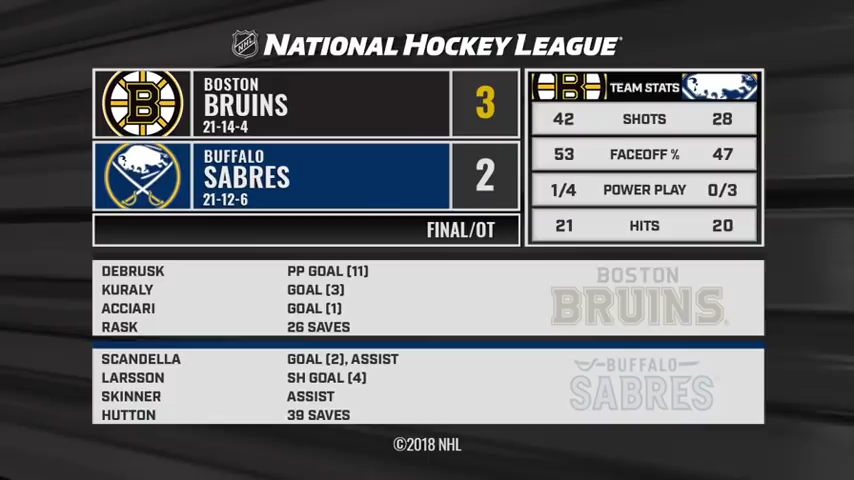 NHL NATIONAL HOCKEY LEAGUE
BOSTON
BRUINS
21-14-4
3
BUFFALO
SABRES
21-12-6
2
FINAL/OT
B TEAM STATS
42 SHOTS 28
53 FACEOFF % 47
1/4 POWER PLAY 0/3
21 HITS 20
DEBRUSK PP GOAL (11)
KURALY GOAL (3)
ACCIARI GOAL (1)
RASK 26 SAVES
BOSTON
BRUINS
SCANDELLA GOAL (2), ASSIST
LARSSON SH GOAL (4)
SKINNER ASSIST
HUTTON 39 SAVES
BUFFALO
SABRES
©2018 NHL